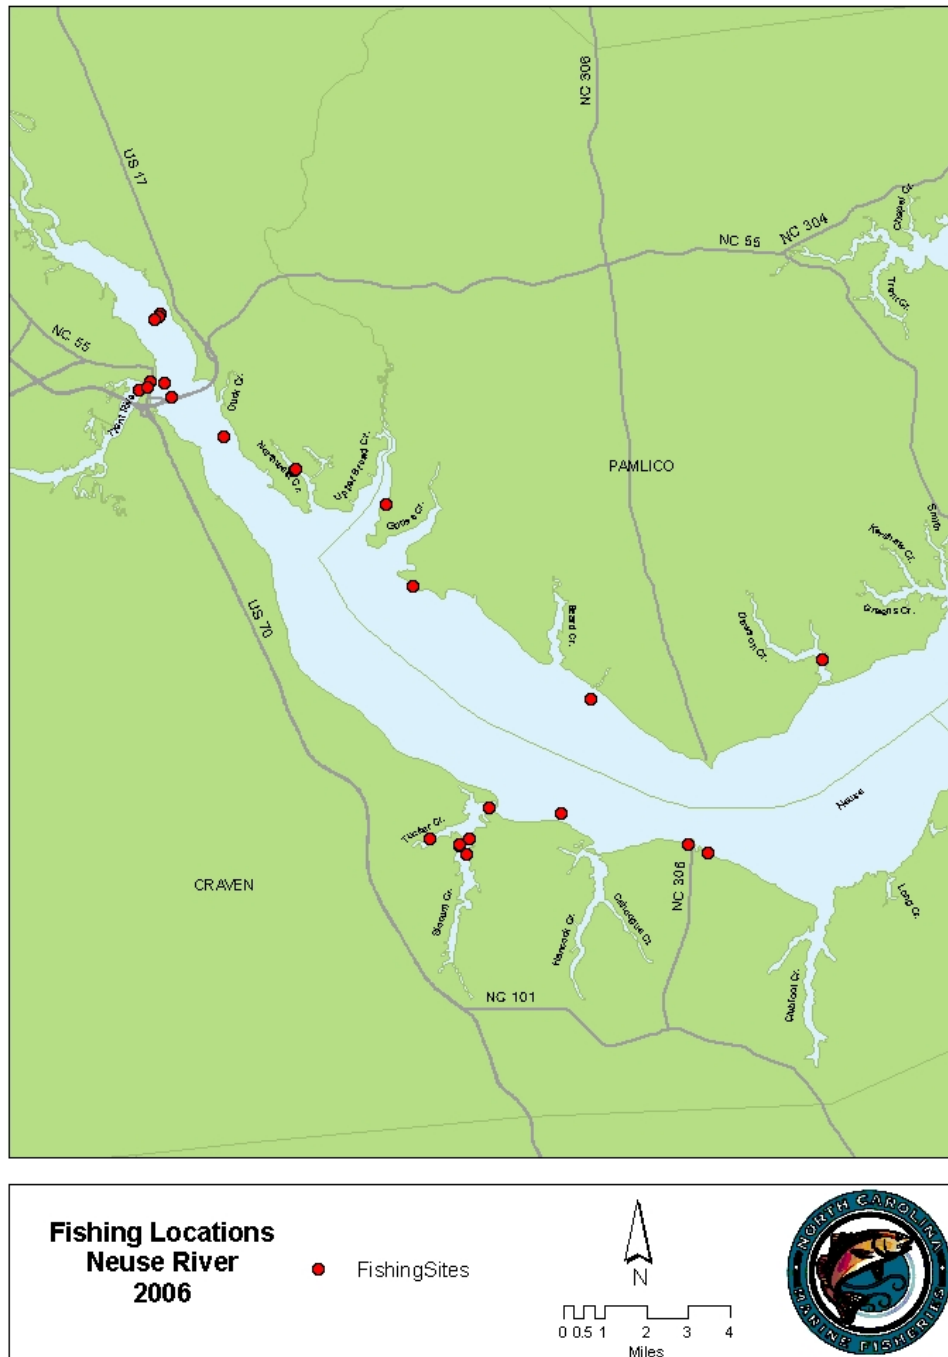 NC 306
US 17
Chapel Cr.
NC 304
NC 55
Trent Cr.
NC 55
Duck Cr.
Trent River
Northwest Cr.
Upper Broad Cr.
Goose Cr.
PAMLICO
Smith
Kershaw Cr.
Greens Cr.
US 70
Beard Cr.
Dawson Cr.
Neuse
Tucker Cr.
CRAVEN
Slocum Cr.
Hancock Cr.
Cahoogue Cr.
NC 306
Long Cr.
Clubfoot Cr.
NC 101
Fishing Locations
Neuse River
2006
FishingSites
N
0 0.5 1 2 3 4
Miles
NORTH CAROLINA
MARINE FISHERIES